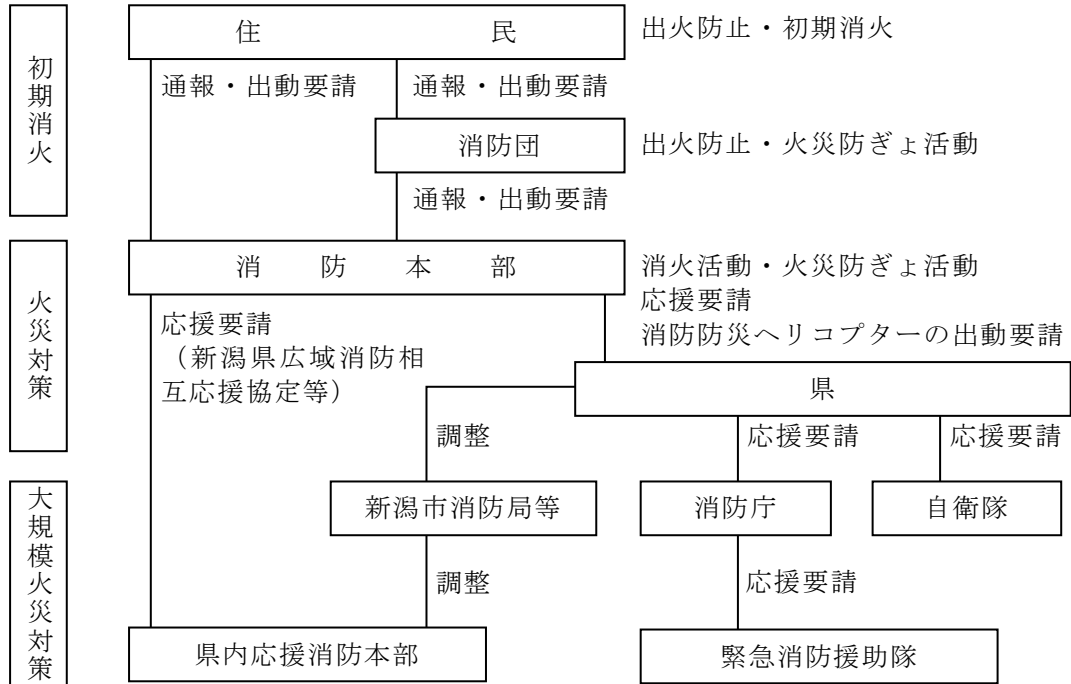 初期消火
住民
出火防止・初期消火
通報・出動要請
通報・出動要請
消防団
出火防止・火災防ぎょ活動
通報・出動要請
火災対策
消防本部
消火活動・火災防ぎょ活動
応援要請
消防防災ヘリコプターの出動要請
応援要請
（新潟県広域消防相
互応援協定等）
県
調整
応援要請
応援要請
大規模火災対策
新潟市消防局等
消防庁
自衛隊
調整
応援要請
県内応援消防本部
緊急消防援助隊